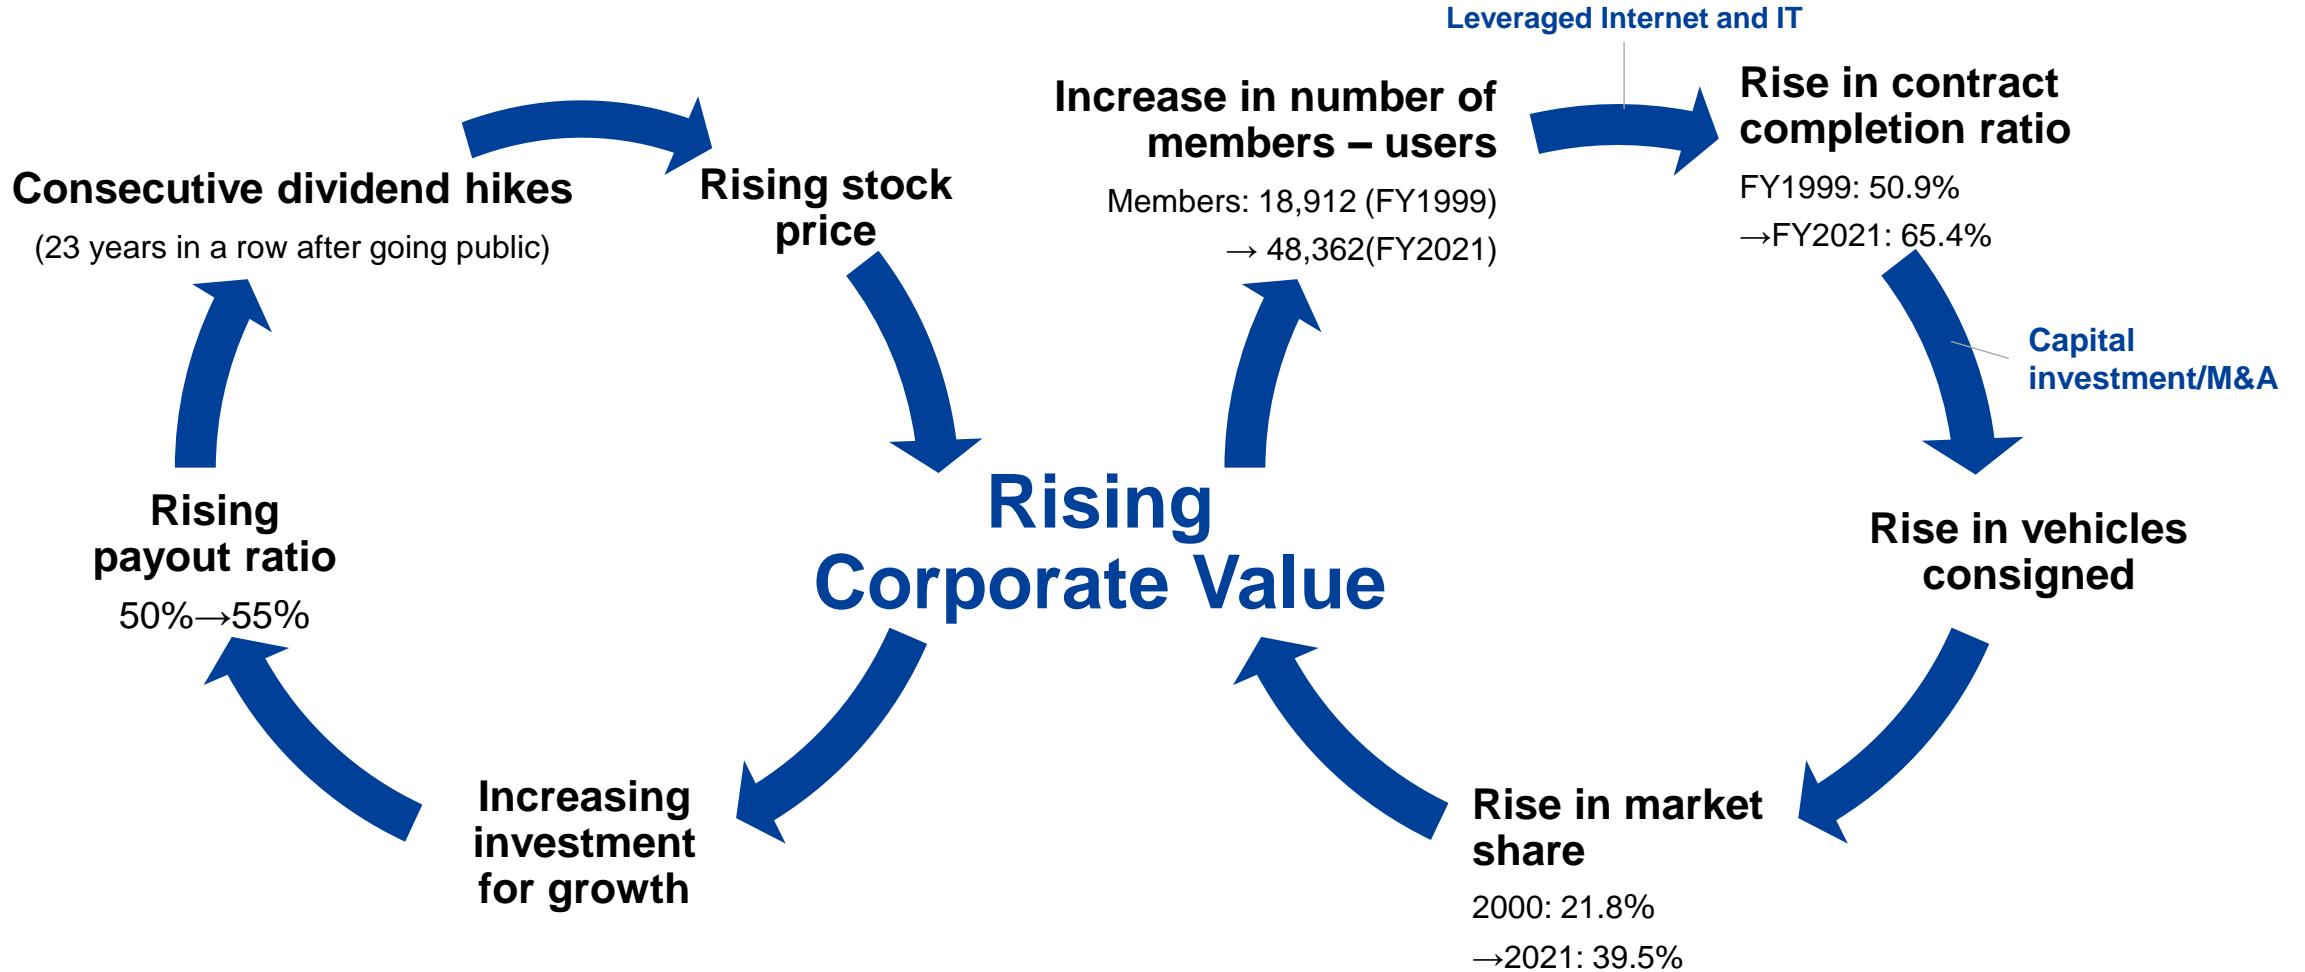 Leveraged Internet and IT
Increase in number of
members – users
Members: 18,912 (FY1999)
→ 48,362(FY2021)
Rise in contract
completion ratio
FY1999: 50.9%
→FY2021: 65.4%
Capital
investment/M&A
Rise in vehicles
consigned
Rise in market
share
2000: 21.8%
→2021: 39.5%
Rising
Corporate Value
Increasing
investment
for growth
Rising
payout ratio
50%→55%
Consecutive dividend hikes
(23 years in a row after going public)
Rising stock
price